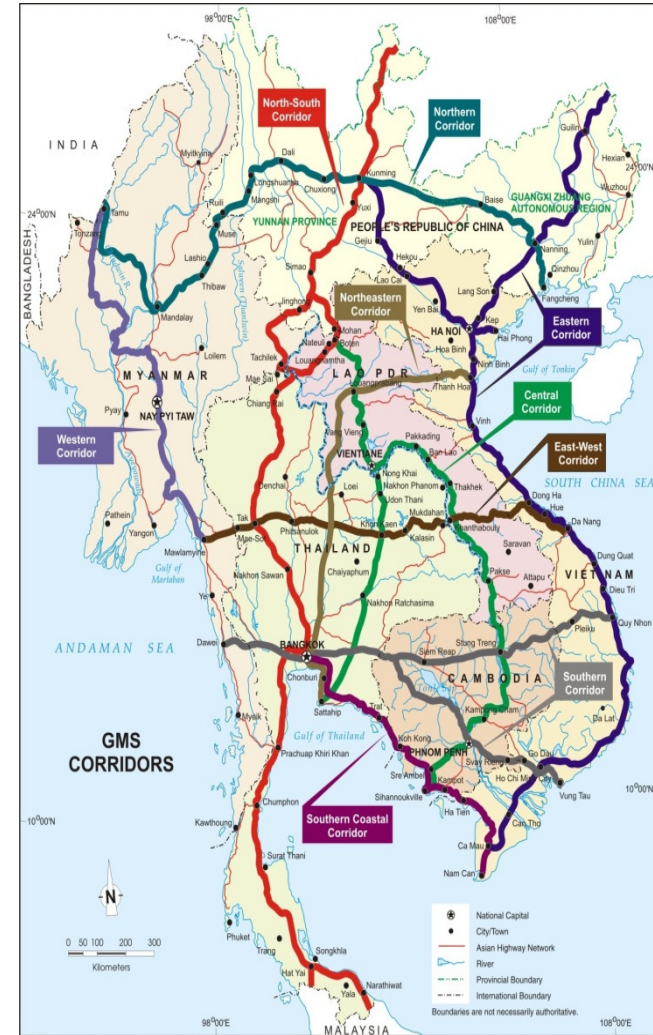 98°00'E
108°00'E
North-South
Corridor
Northern
Corridor
INDIA
Guilin
Hexian
Wuzhou
Myitkyina
Dali
Longshuantia
Chuxiong
Kunming
Mangshi
Baise
GUANGXI ZHUANG
AUTONOMOUS REGION
24°00'N
24°00'N
Tamu
Ruili
Yuxi
YUNNAN PROVINCE
PEOPLE'S REPUBLIC OF CHINA
Tonzang
Muse
Gejiu
Nanning
Yulin
Hekou
Qinzhou
Lashio
Simao
Lao Cai
Lang Son
Fangcheng
BANGLADESH
Thibaw
Salween (Thanlwin)
Northeastern
Corridor
Yen Bai
Kep
Eastern
Corridor
Mandalay
Jinghong
HA NOI
Hai Phong
Mohan
Boten
Nateuil
Hoa Binh
Loilem
Louangnamtha
Ninh Binh
Gulf of Tonkin
Tachilek
LAO PDR
MYANMAR
Mae Sai
Louangprabang
Thanh Hoa
Chiang Rai
Central
Corridor
NAY PYI TAW
Pyay
Vinh
Vang Vieng
Pakkading
Western
Corridor
VIENTIANE
Ban Lao
East-West
Corridor
Nong Khai
Denchai
Loei
Nakhon Phanom
Thakhek
SOUTH CHINA SEA
Udon Thani
Pathein
Dong Ha
Tak
Mukdahan
Hue
Yangon
Phitsanulok
Khon Kaen
Khanthabouly
Da Nang
Mawlamyine
Mae-Sot
Kalasin
THAILAND
Saravan
Gulf of
Martaban
Chaiyaphum
Dung Quat
Nakhon Sawan
Pakse
VIETNAM
Ye
Attapu
Dieu Tri
Nakhon Ratchasima
Pleiku
Quy Nhon
Dawei
BANGKOK
Stung Treng
ANDAMAN SEA
Siem Reap
Chonburi
CAMBODIA
Southern
Corridor
Tonle Sap
Sattahip
Trat
Kampong Cham
Da Lat
Myeik
Gulf of Thailand
GMS
CORRIDORS
Koh Kong
PHNOM PENH
Go Dau
Prachuap Khiri Khan
Svay Rieng
Sre Ambel
Ho Chi Minh City
Kampot
Sihannoukville
Vung Tau
10°00'N
Ha Tien
10°00'N
Chumphon
Southern Coastal
Corridor
Can Tho
Kawthoung
Ca Mau
Nam Can
Surat Thani
N
National Capital
City/Town
Phuket
Asian Highway Network
0 50 100 200 300
Trang
Songkhla
River
Kilometers
Provincial Boundary
Hat Yai
International Boundary
Yala
Narathiwat
Boundaries are not necessarily authoritative.
98°00'E
MALAYSIA
108°00'E